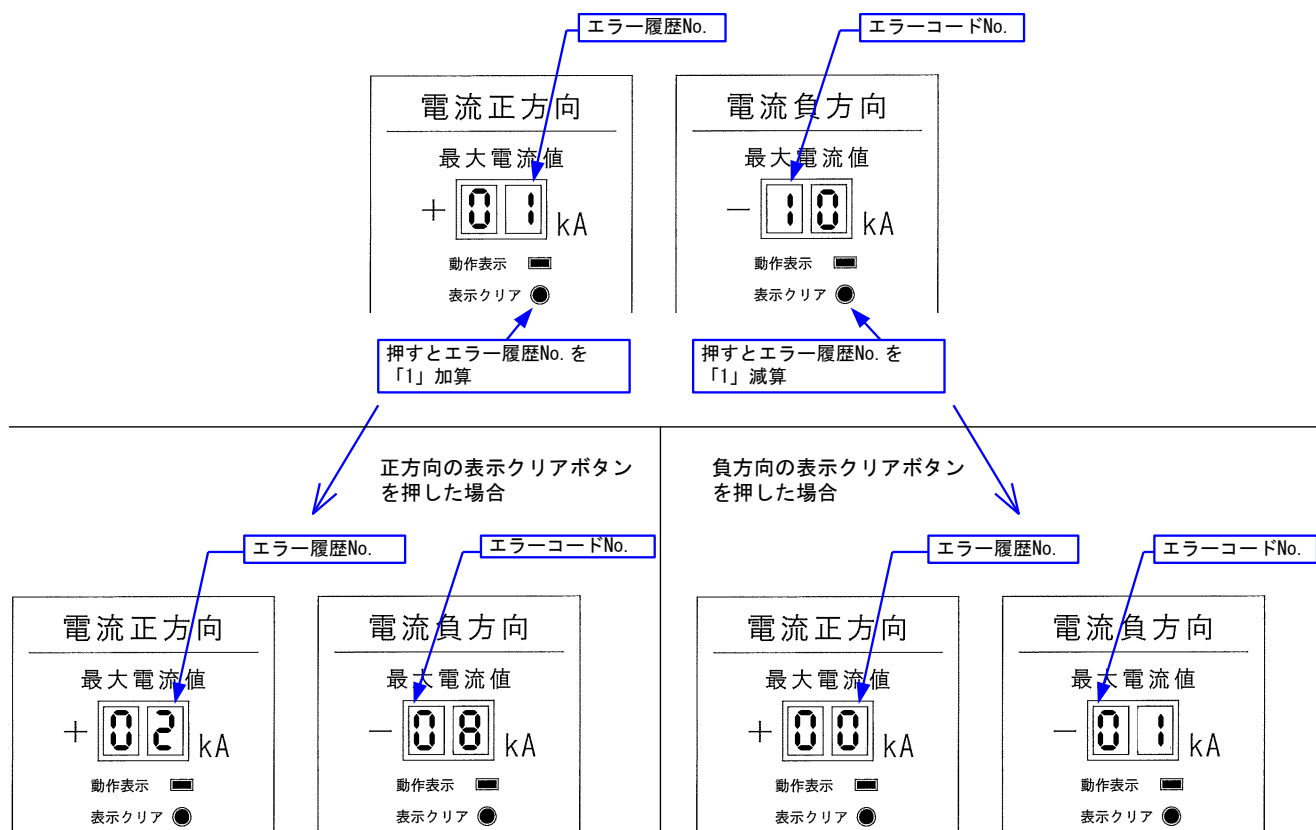 エラー履歴No.
エラーコードNo.
電流正方向
最大電流値
+ 01 kA
動作表示
表示クリア
電流負方向
最大電流値
− 10 kA
動作表示
表示クリア
押すとエラー履歴No. を
「1」加算
押すとエラー履歴No. を
「1」減算
正方向の表示クリアボタン
を押した場合
エラー履歴No.
エラーコードNo.
電流正方向
最大電流値
+ 02 kA
動作表示
表示クリア
電流負方向
最大電流値
− 08 kA
動作表示
表示クリア
負方向の表示クリアボタン
を押した場合
エラー履歴No.
エラーコードNo.
電流正方向
最大電流値
+ 00 kA
動作表示
表示クリア
電流負方向
最大電流値
− 01 kA
動作表示
表示クリア